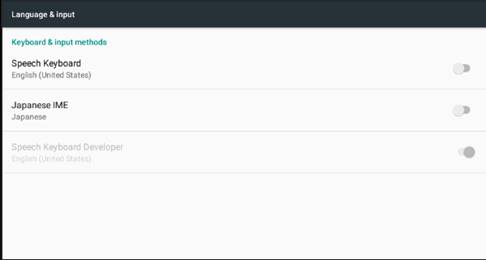 Language & input
Keyboard & input methods
Speech Keyboard
English (United States)
Japanese IME
Japanese
Speech Keyboard Developer
English (United States)